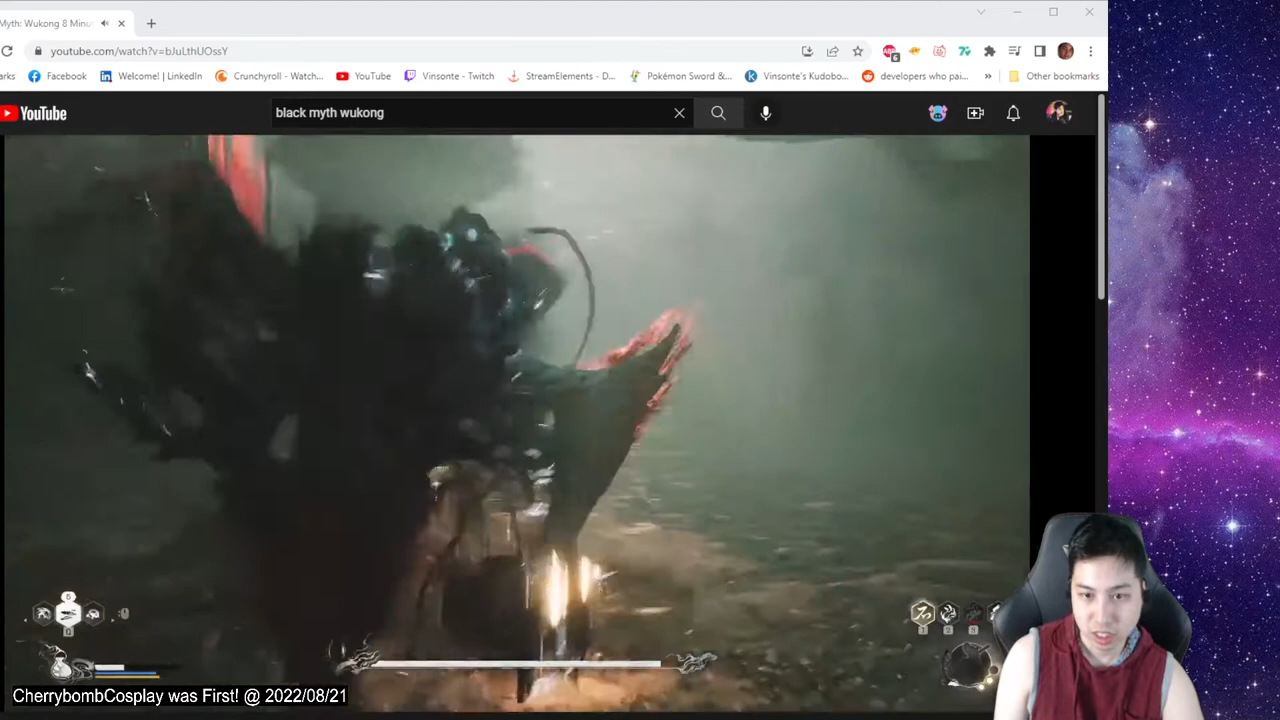 Myth: Wukong 8 Minu
youtube.com/watch?v=bJuLthUOssY
arks Facebook Welcome! | LinkedIn Crunchyroll - Watch... YouTube Vinsonte - Twitch StreamElements - D... Pokémon Sword &... Vinsonte's Kudobo... developers who pai... » Other bookmarks
YouTube
black myth wukong
CherrybombCosplay was First! @ 2022/08/21